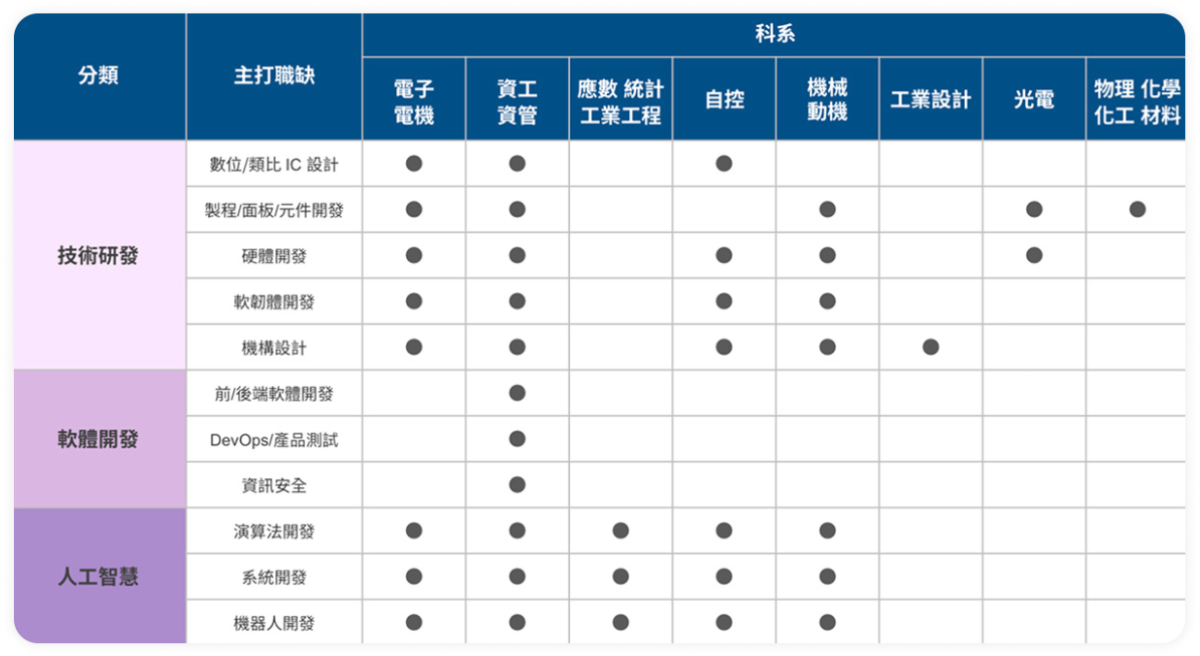 分類
主打職缺
科系
電子
電機
資工
資管
應數 統計
工業工程
自控
機械
動機
工業設計
光電
物理 化學
化工 材料
技術研發
數位/類比 IC 設計
製程/面板/元件開發
硬體開發
軟韌體開發
機構設計
軟體開發
前/後端軟體開發
DevOps/產品測試
資訊安全
人工智慧
演算法開發
系統開發
機器人開發